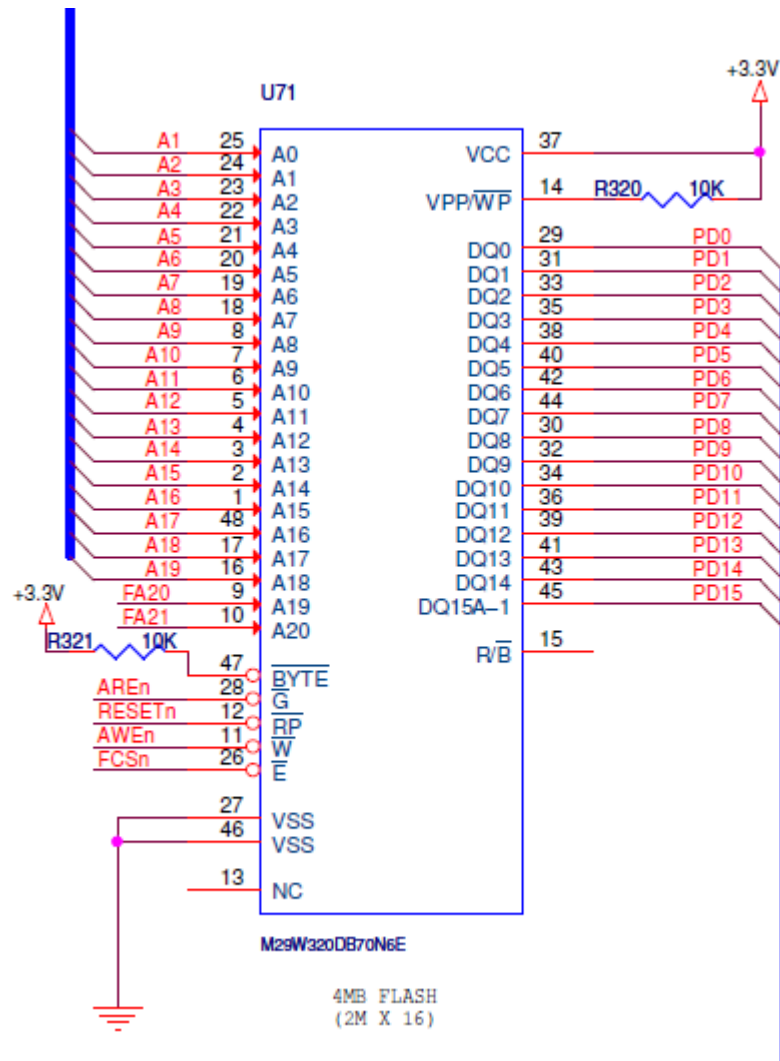 +3.3V
U71
A1 25 A0 VCC 37
A2 24 A1
A3 23 A2 VPP/WP 14 R320 10K
A4 22 A3
A5 21 A4 DQ0 29 PD0
A6 20 A5 DQ1 31 PD1
A7 19 A6 DQ2 33 PD2
A8 18 A7 DQ3 35 PD3
A9 8 A8 DQ4 38 PD4
A10 7 A9 DQ5 40 PD5
A11 6 A10 DQ6 42 PD6
A12 5 A11 DQ7 44 PD7
A13 4 A12 DQ8 30 PD8
A14 3 A13 DQ9 32 PD9
A15 2 A14 DQ10 34 PD10
A16 1 A15 DQ11 36 PD11
A17 48 A16 DQ12 39 PD12
A18 17 A17 DQ13 41 PD13
A19 16 A18 DQ14 43 PD14
+3.3V FA20 9 A19 DQ15A-1 45 PD15
FA21 10 A20
R321 10K R/B 15
47 BYTE
AREn 28 G
RESETn 12 RP
AWEn 11 W
FCSn 26 E
27 VSS
46 VSS
13 NC
M29W320DB70N6E
4MB FLASH
(2M X 16)